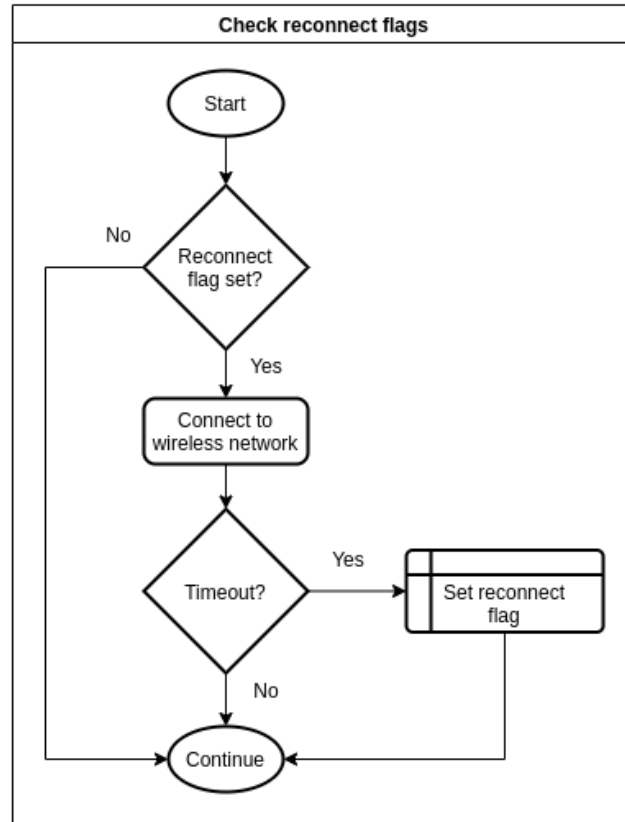 Check reconnect flags
Start
No
Reconnect
flag set?
Yes
Connect to
wireless network
Timeout?
Yes
Set reconnect
flag
No
Continue